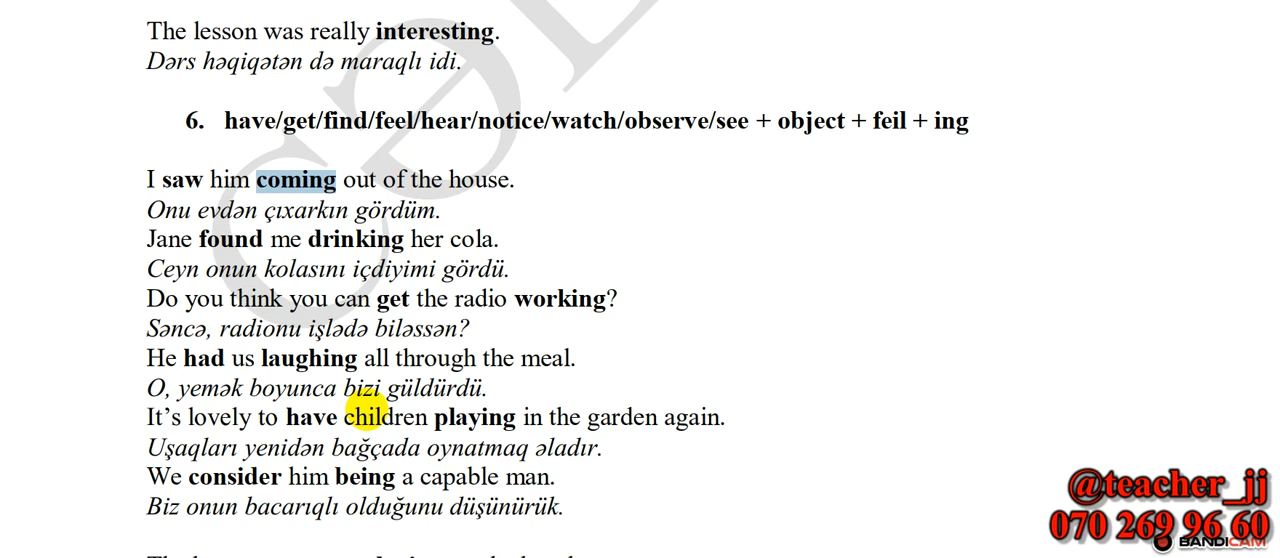 The lesson was really interesting.
Dərs həqiqətən də maraqlı idi.
6. have/get/find/feel/hear/notice/watch/observe/see + object + feil + ing
I saw him coming out of the house.
Onu evdən çıxarkın gördüm.
Jane found me drinking her cola.
Ceyn onun kolasını içdiyimi gördü.
Do you think you can get the radio working?
Səncə, radionu işlədə biləssən?
He had us laughing all through the meal.
O, yemək boyunca bizi güldürdü.
It's lovely to have children playing in the garden again.
Uşaqları yenidən bağçada oynatmaq əladır.
We consider him being a capable man.
Biz onun bacarıqlı olduğunu düşünürük.
@teacher_jj
070 269 96 60
BANDICAM